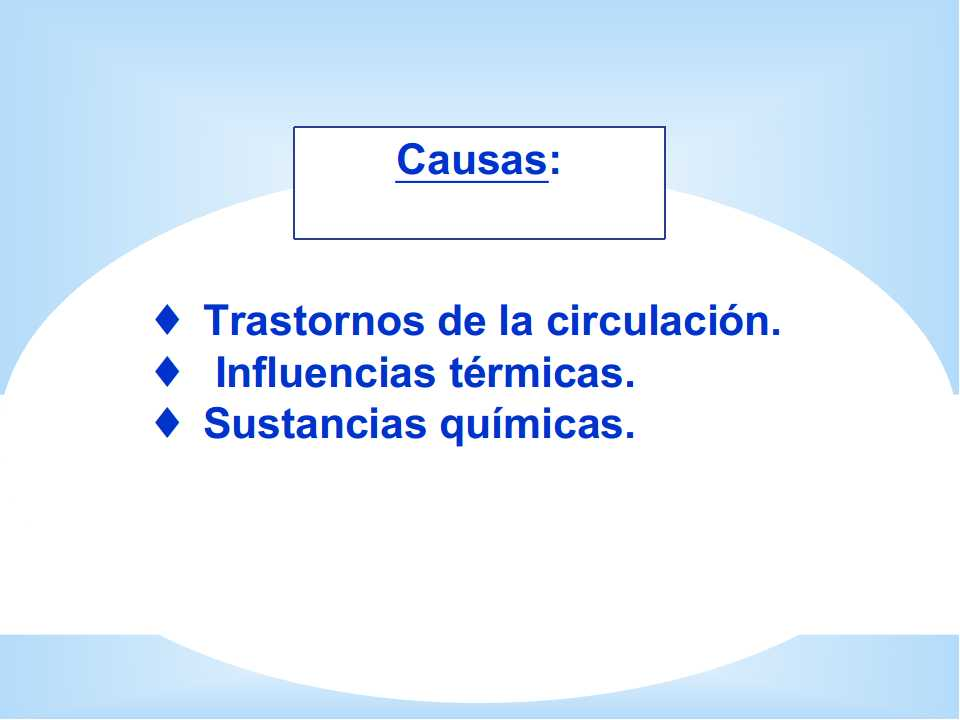 Causas:
♦ Trastornos de la circulación.
♦ Influencias térmicas.
♦ Sustancias químicas.